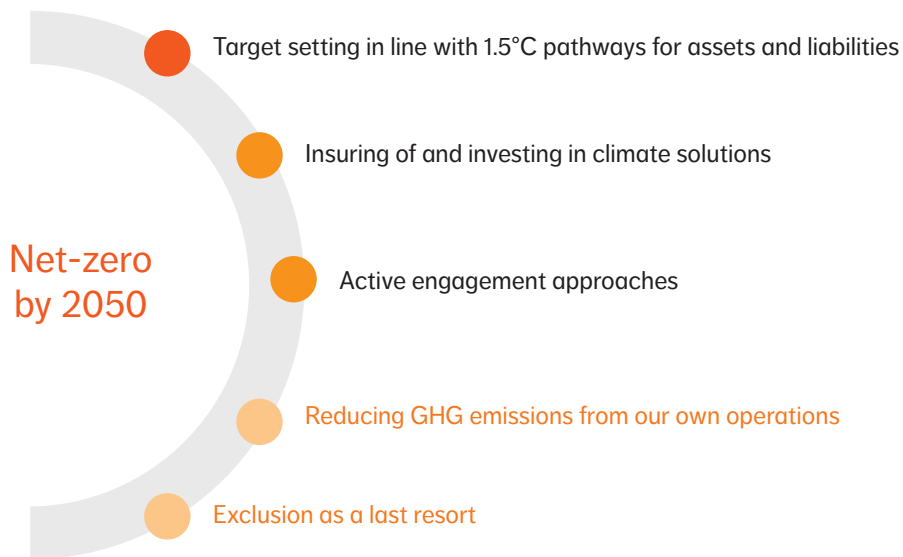 Target setting in line with 1.5°C pathways for assets and liabilities
Insuring of and investing in climate solutions
Net-zero
by 2050
Active engagement approaches
Reducing GHG emissions from our own operations
Exclusion as a last resort